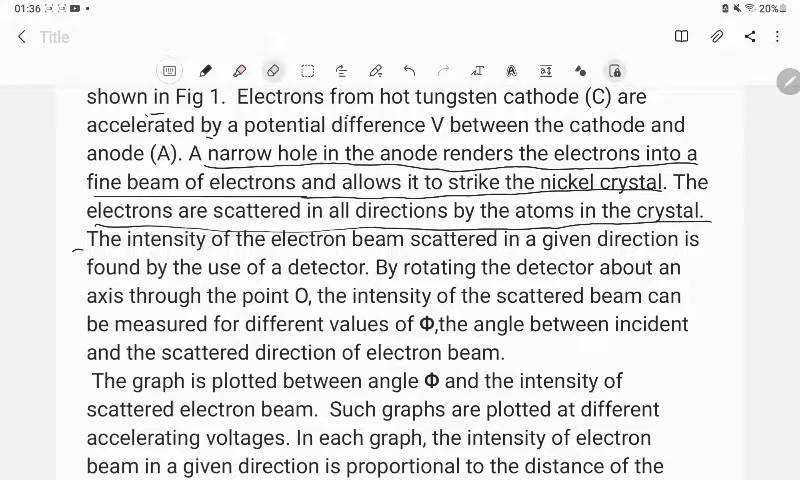 01:36
20%
Title
shown in Fig 1. Electrons from hot tungsten cathode (C) are
accelerated by a potential difference V between the cathode and
anode (A). A narrow hole in the anode renders the electrons into a
fine beam of electrons and allows it to strike the nickel crystal. The
electrons are scattered in all directions by the atoms in the crystal.
The intensity of the electron beam scattered in a given direction is
found by the use of a detector. By rotating the detector about an
axis through the point O, the intensity of the scattered beam can
be measured for different values of Φ,the angle between incident
and the scattered direction of electron beam.
The graph is plotted between angle Φ and the intensity of
scattered electron beam. Such graphs are plotted at different
accelerating voltages. In each graph, the intensity of electron
beam in a given direction is proportional to the distance of the